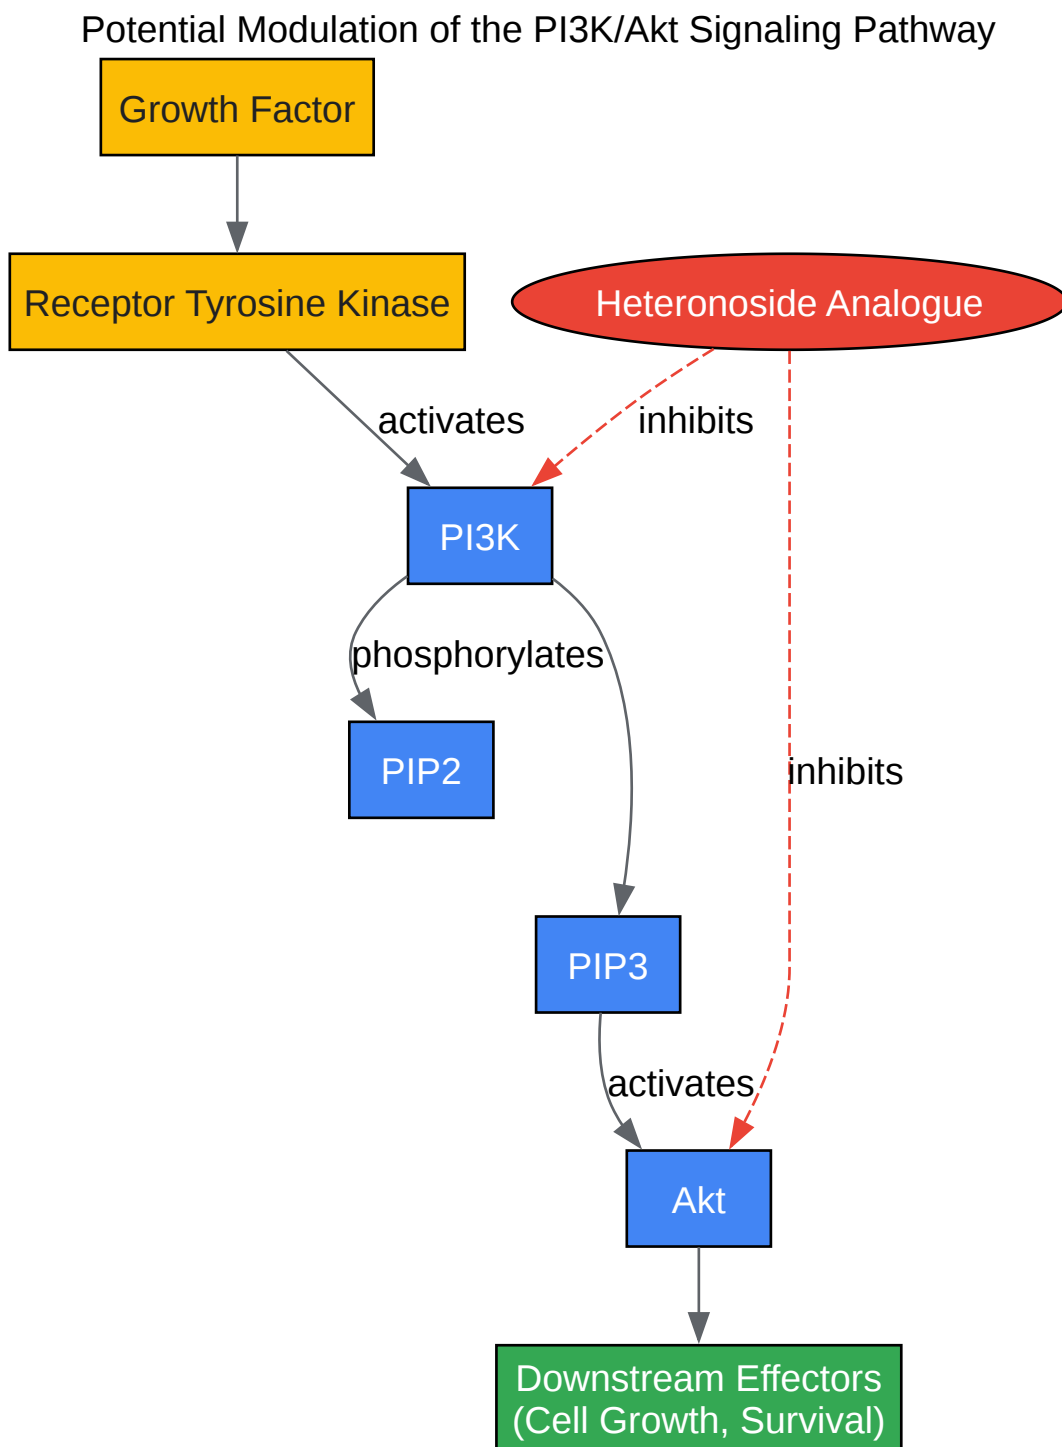 Potential Modulation of the PI3K/Akt Signaling Pathway
Growth Factor
Receptor Tyrosine Kinase
Heteronoside Analogue
activates
inhibits
PI3K
phosphorylates
PIP2
inhibits
PIP3
activates
Akt
Downstream Effectors
(Cell Growth, Survival)